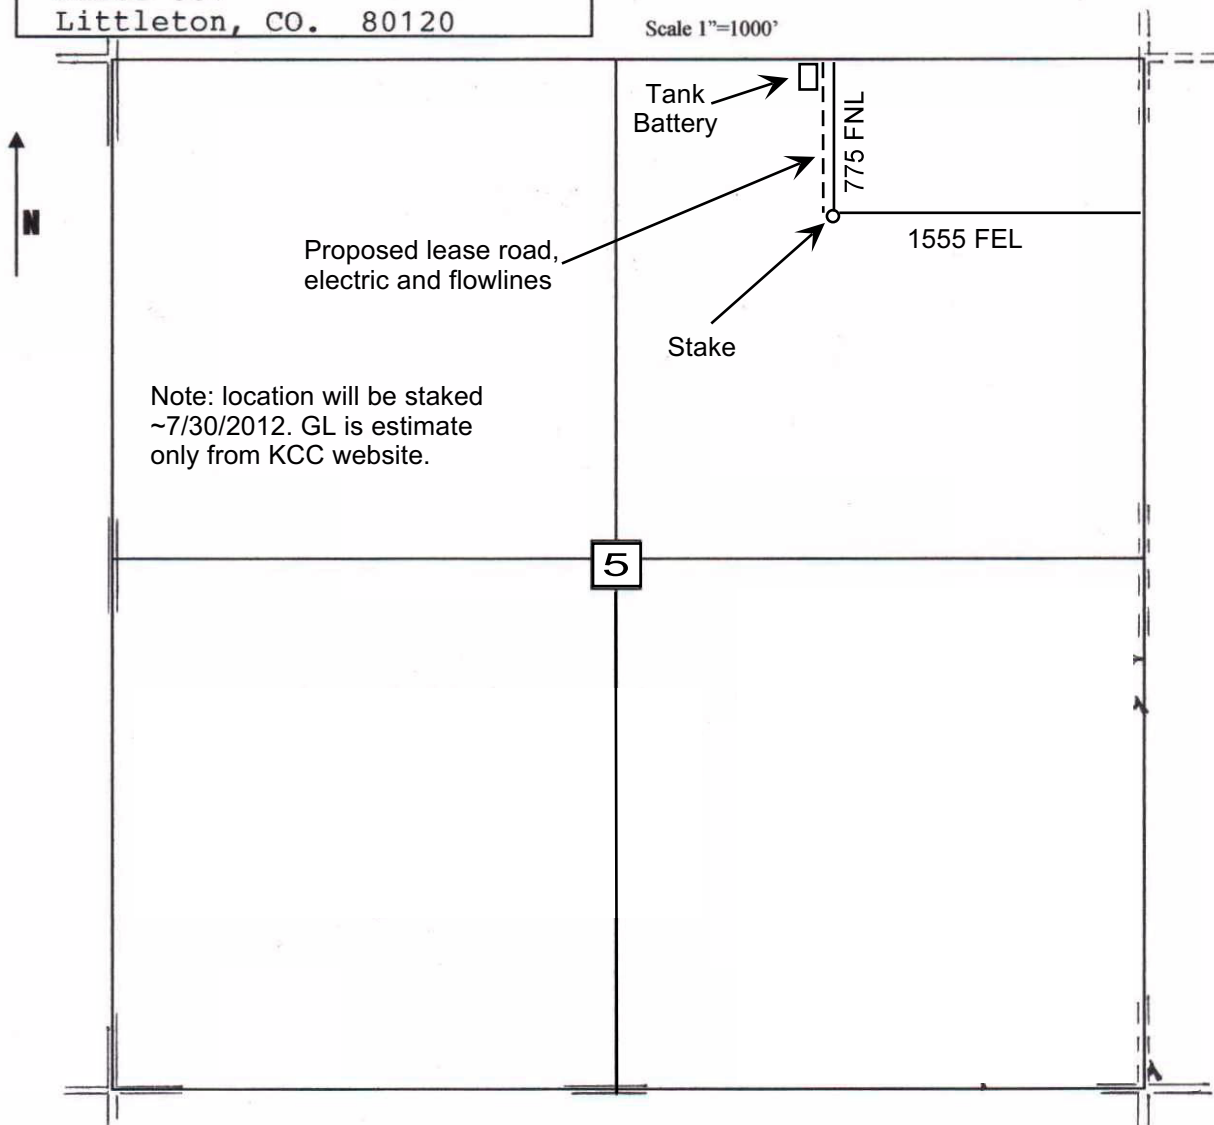 Littleton, CO. 80120
Scale 1"=1000'
Tank
Battery
775 FNL
N
1555 FEL
Proposed lease road,
electric and flowlines
Stake
Note: location will be staked
~7/30/2012. GL is estimate
only from KCC website.
5